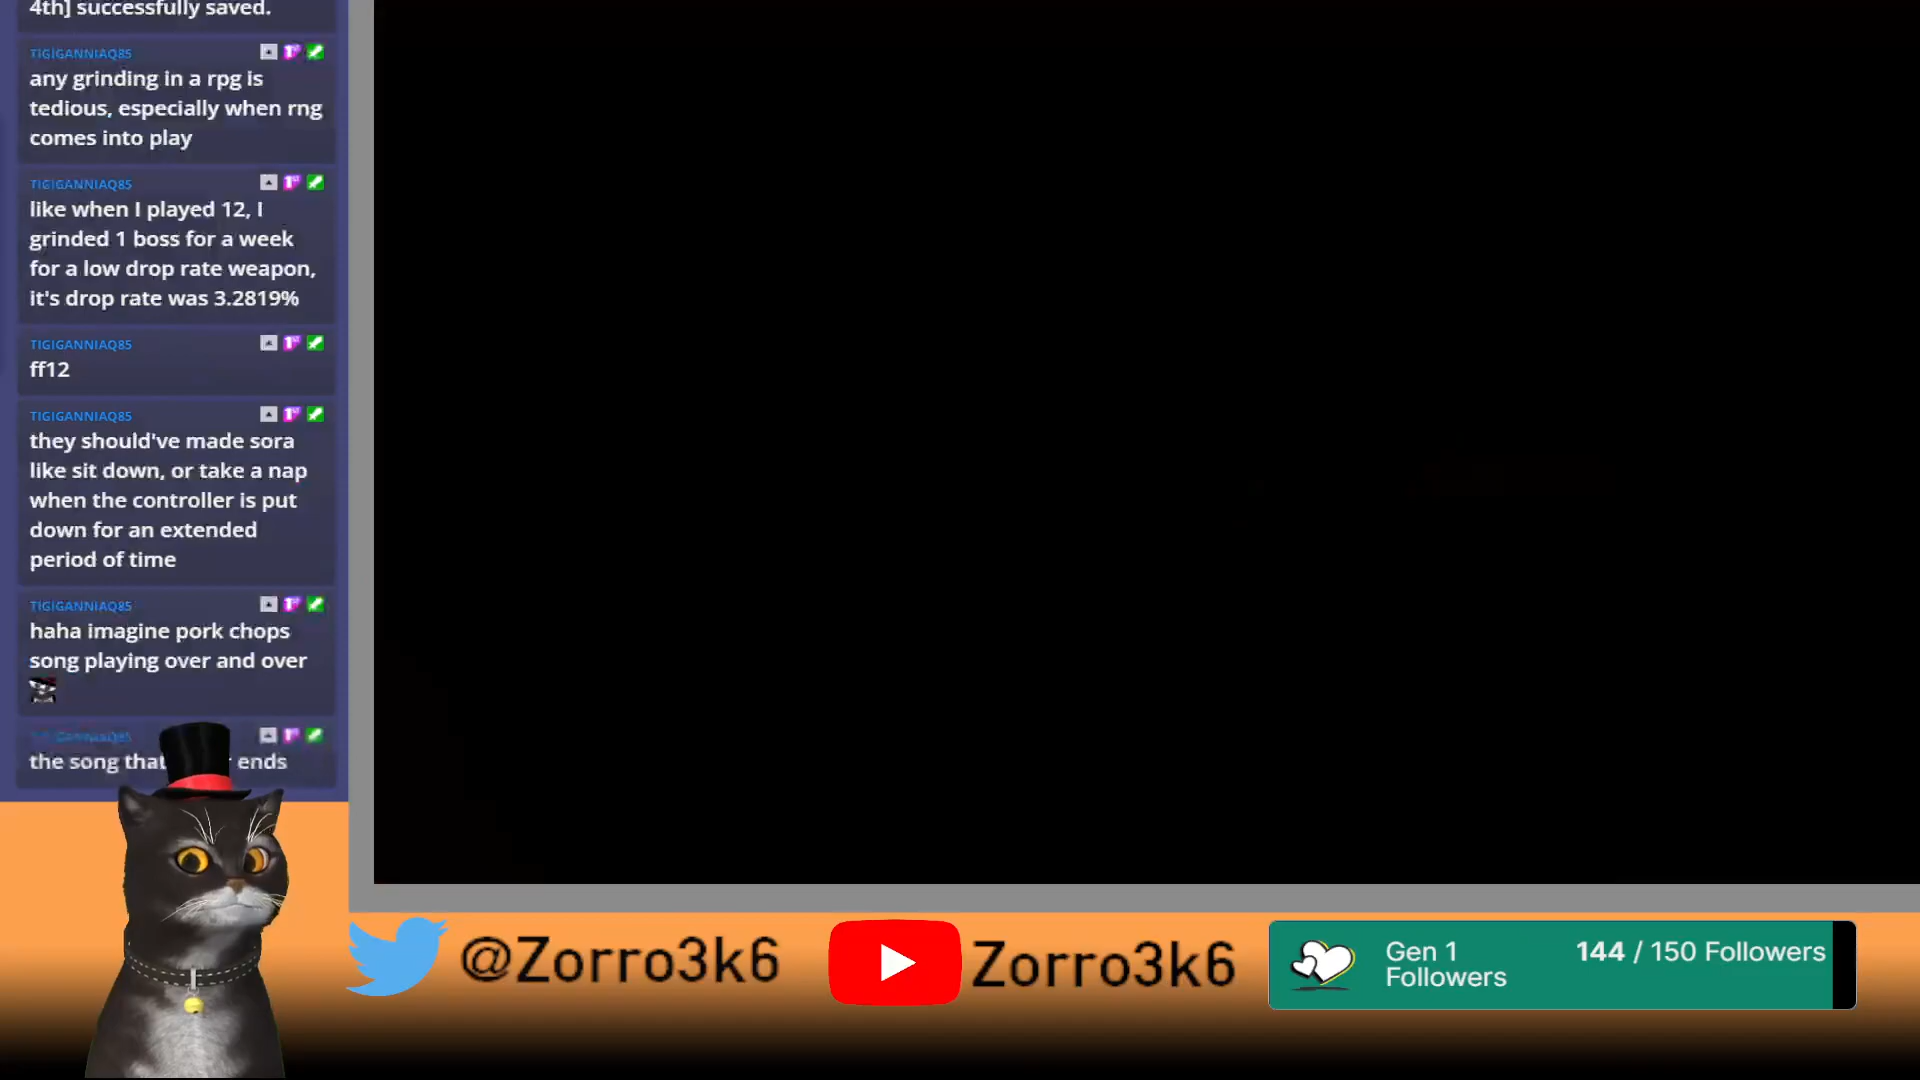 4th] successfully saved.
TIGIGANNIAQ85
any grinding in a rpg is
tedious, especially when rng
comes into play
TIGIGANNIAQ85
like when I played 12, I
grinded 1 boss for a week
for a low drop rate weapon,
it's drop rate was 3.2819%
TIGIGANNIAQ85
ff12
TIGIGANNIAQ85
they should've made sora
like sit down, or take a nap
when the controller is put
down for an extended
period of time
TIGIGANNIAQ85
haha imagine pork chops
song playing over and over
the song that ends
@Zorro3k6
Zorro3k6
Gen 1
Followers
144 / 150 Followers